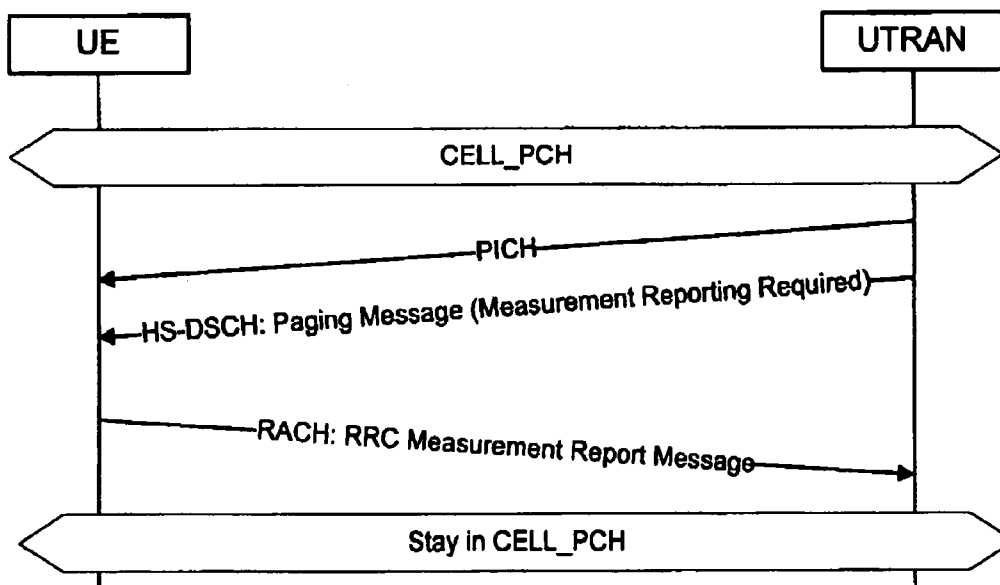 UE
UTRAN
CELL_PCH
PICH
HS-DSCH: Paging Message (Measurement Reporting Required)
RACH: RRC Measurement Report Message
Stay in CELL_PCH